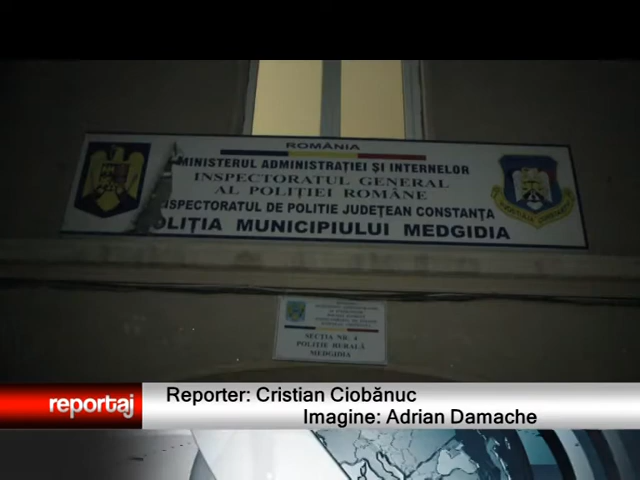 ROMÂNIA
MINISTERUL ADMINISTRAȚIEI ȘI INTERNELOR
INSPECTORATUL GENERAL
AL POLIȚIEI ROMÂNE
INSPECTORATUL DE POLITIE JUDEȚEAN CONSTANȚA
POLIȚIA MUNICIPIULUI MEDGIDIA
SECȚIA NR. 4
POLIȚIE RURALĂ
MEDGIDIA
reportaj
Reporter: Cristian Ciobănuc
Imagine: Adrian Damache